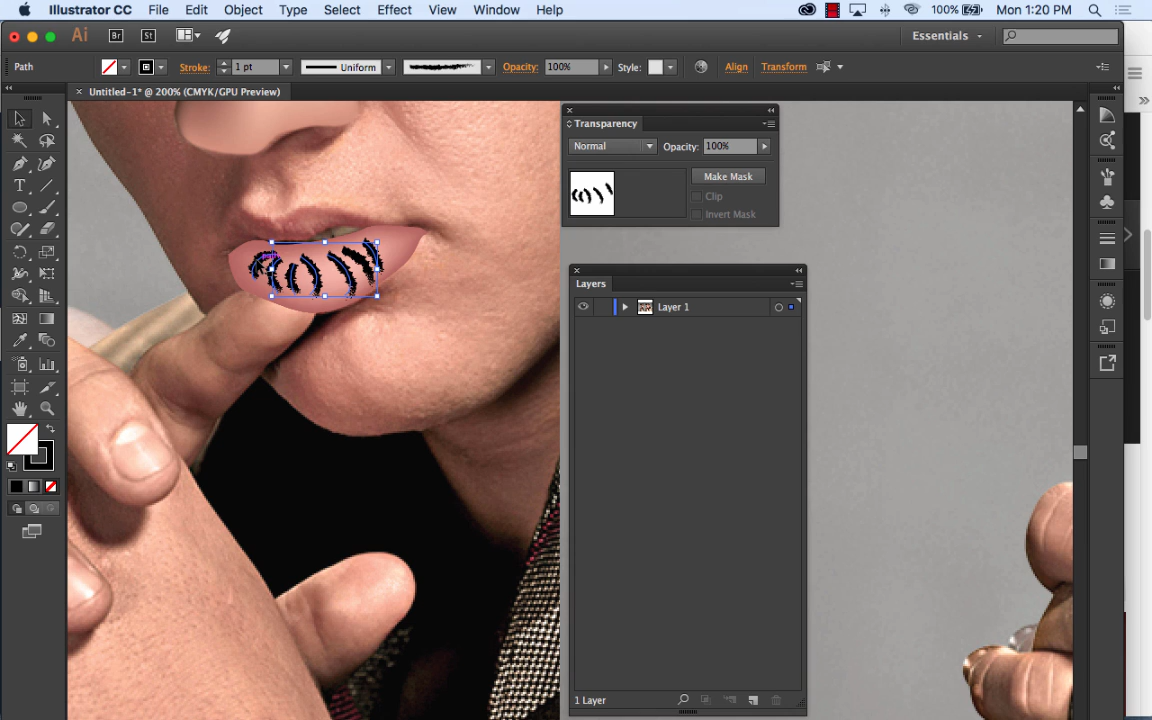 Illustrator CC File Edit Object Type Select Effect View Window Help 100% Mon 1:20 PM
Ai Br St Essentials
Path Stroke: 1 pt Uniform Opacity: 100% Style: Align Transform
× Untitled-1* @ 200% (CMYK/GPU Preview)
Transparency
Normal Opacity: 100%
Make Mask
Clip
Invert Mask
Layers
Layer 1
1 Layer